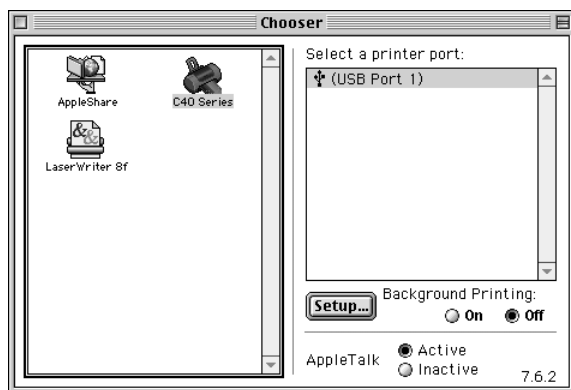 Chooser
AppleShare
C40 Series
LaserWriter 8f
Select a printer port:
(USB Port 1)
Setup...
Background Printing:
On Off
AppleTalk
Active
Inactive
7.6.2